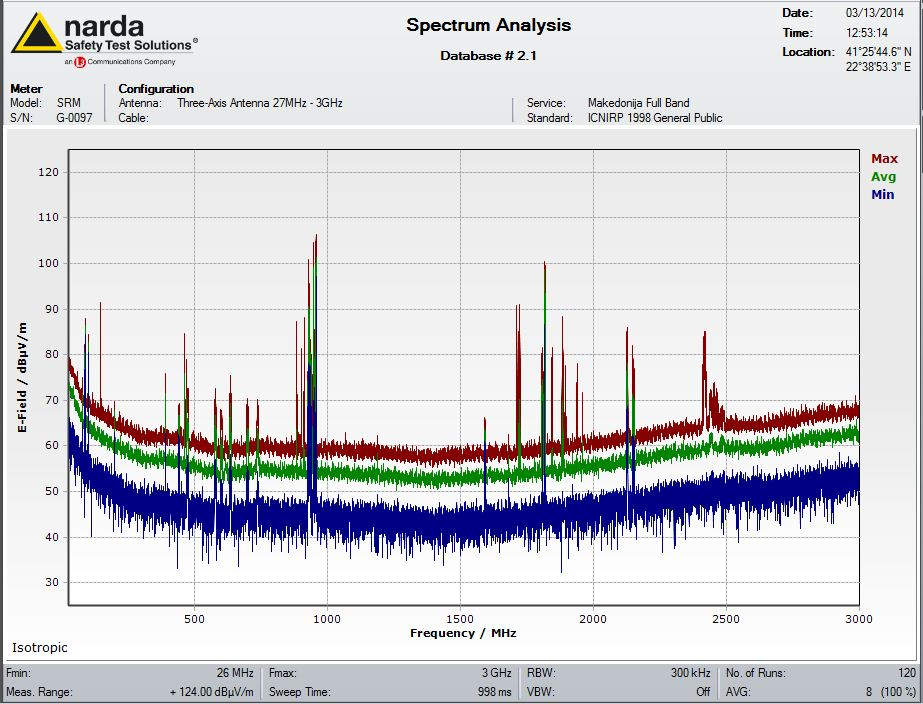 narda
Safety Test Solutions®
an L3 Communications Company
Spectrum Analysis
Database # 2.1
Date: 03/13/2014
Time: 12:53:14
Location: 41°25'44.6" N
22°38'53.3" E
Meter
Model: SRM
S/N: G-0097
Configuration
Antenna: Three-Axis Antenna 27MHz - 3GHz
Cable:
Service: Makedonija Full Band
Standard: ICNIRP 1998 General Public
Max
Avg
Min
E-Field / dBµV/m
120
110
100
90
80
70
60
50
40
30
500 1000 1500 2000 2500 3000
Frequency / MHz
Isotropic
Fmin: 26 MHz Fmax: 3 GHz RBW: 300 kHz No. of Runs: 120
Meas. Range: + 124.00 dBµV/m Sweep Time: 998 ms VBW: Off AVG: 8 (100 %)